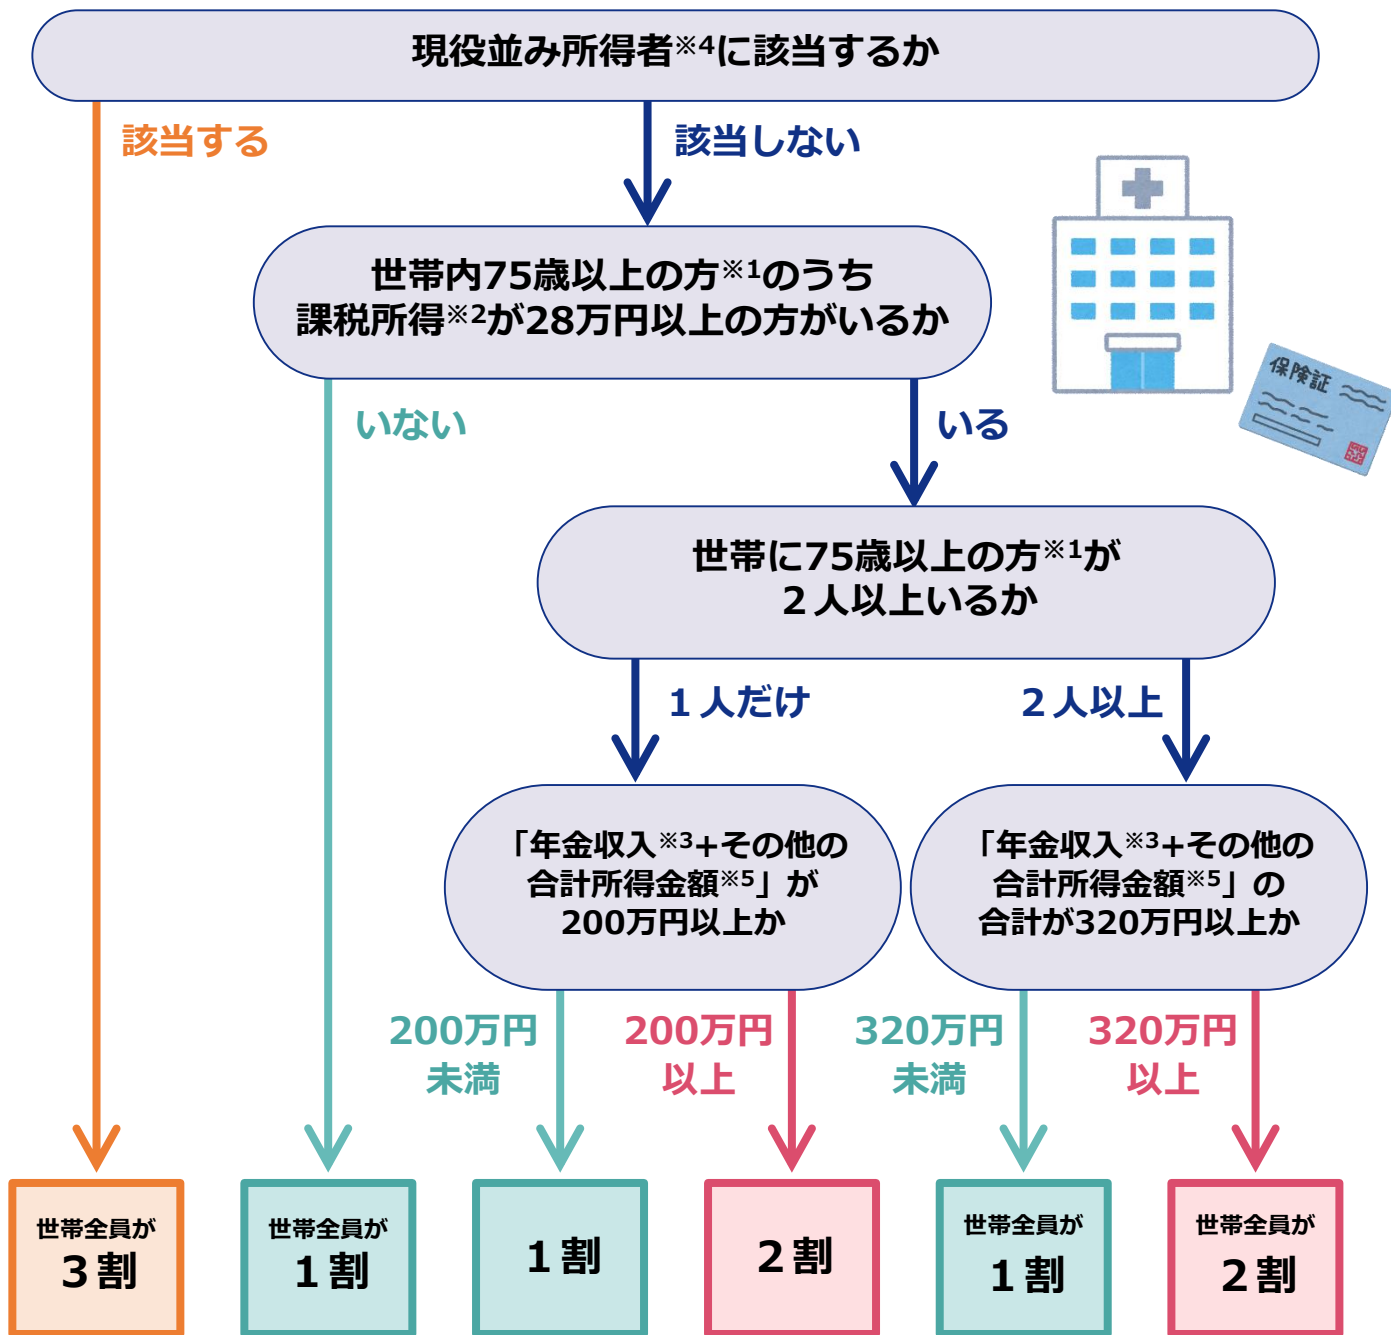 現役並み所得者※4に該当するか
該当する
該当しない
世帯内75歳以上の方※1のうち
課税所得※2が28万円以上の方がいるか
保険証
いない
いる
世帯に75歳以上の方※1が
２人以上いるか
１人だけ
２人以上
「年金収入※3+その他の
合計所得金額※5」が
200万円以上か
「年金収入※3+その他の
合計所得金額※5」の
合計が320万円以上か
200万円
未満
200万円
以上
320万円
未満
320万円
以上
世帯全員が
３割
世帯全員が
１割
１割
２割
世帯全員が
１割
世帯全員が
２割